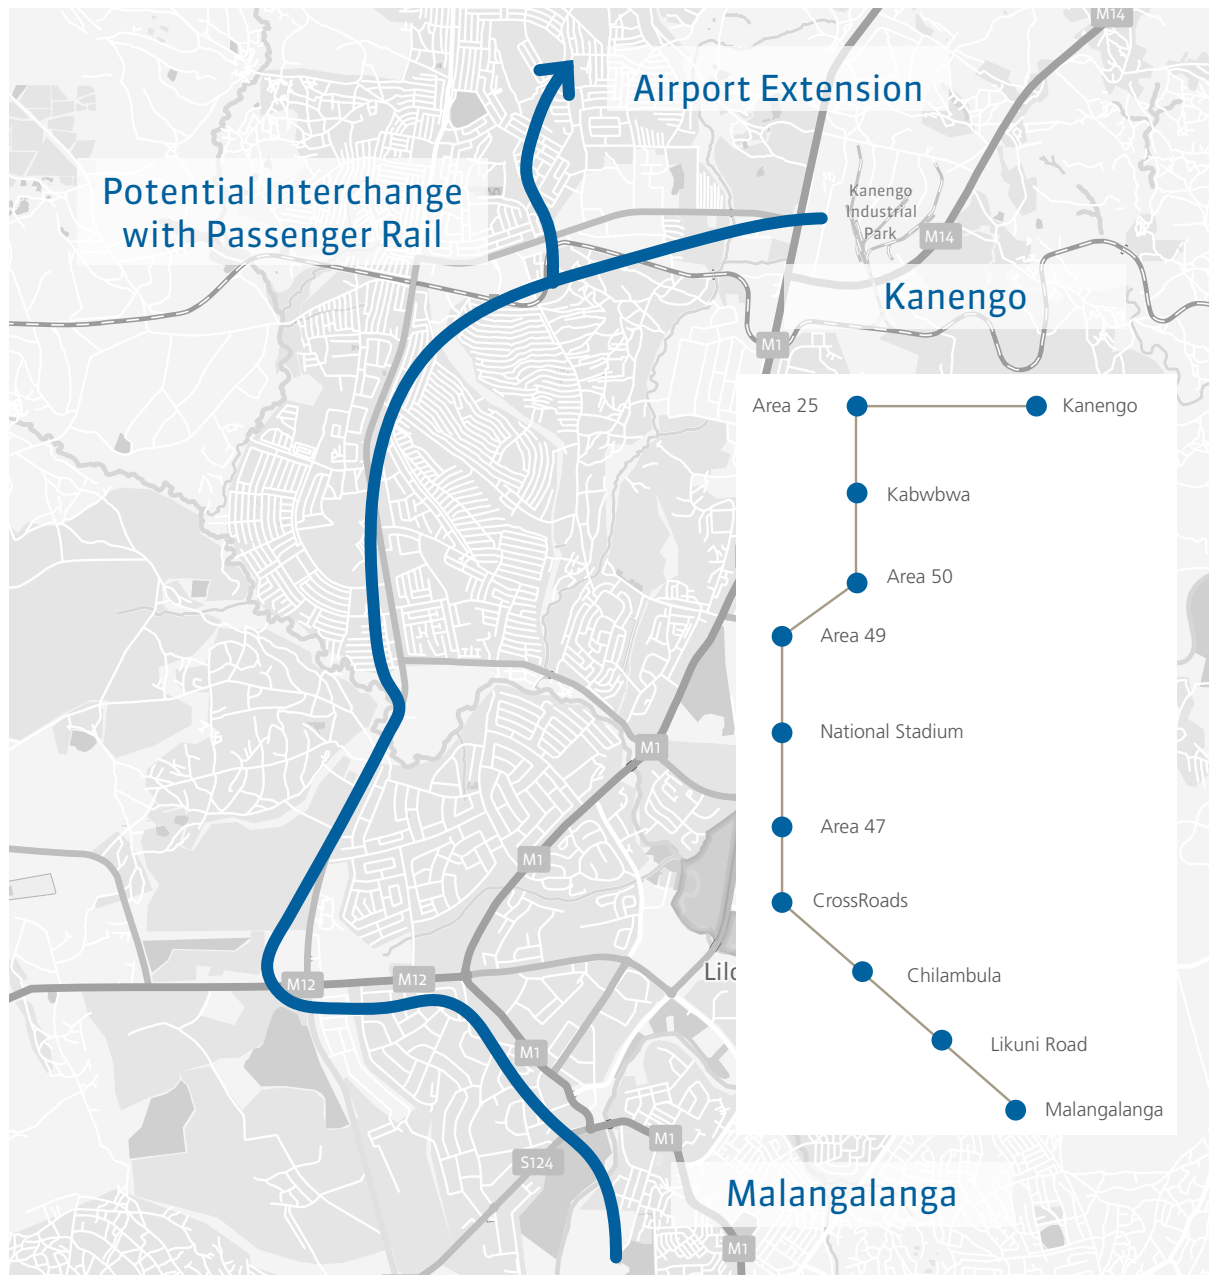 M14
Airport Extension
Potential Interchange
with Passenger Rail
Kanengo
Industrial
Park
M14
Kanengo
M1
Area 25
Kanengo
Kabwbwa
Area 50
Area 49
National Stadium
M1
Area 47
M1
CrossRoads
Chilambula
M12
M12
Likuni Road
M1
Malangalanga
M1
S124
Malangalanga
M1